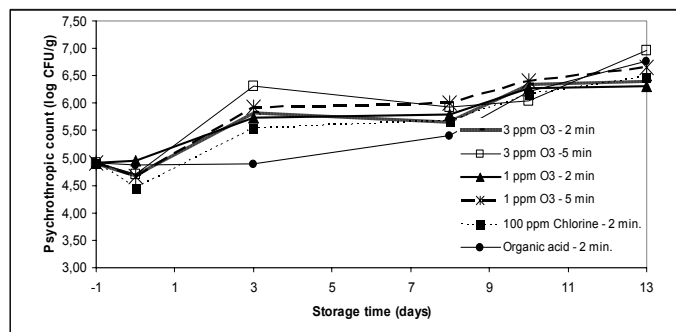 Psychrothropic count (log CFU/g)
7,50
7,00
6,50
6,00
5,50
5,00
4,50
4,00
3,50
3,00
3 ppm O3 - 2 min
3 ppm O3 -5 min
1 ppm O3 - 2 min
1 ppm O3 - 5 min
100 ppm Chlorine - 2 min.
Organic acid - 2 min.
-1 1 3 5 7 9 11 13
Storage time (days)